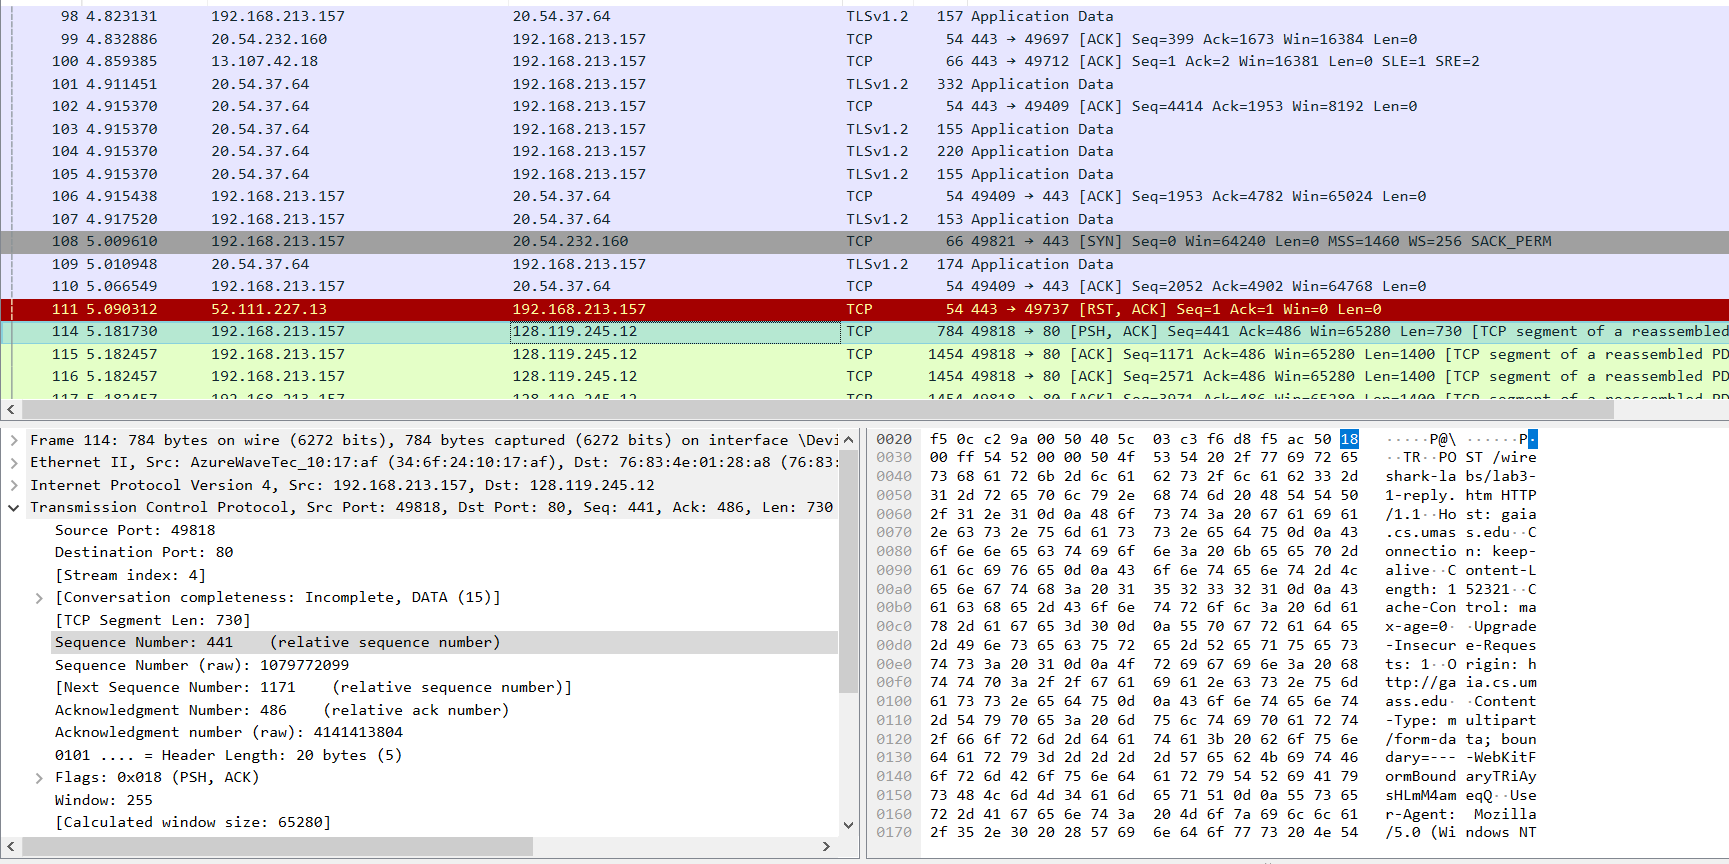 98 4.823131 192.168.213.157 20.54.37.64 TLSv1.2 157 Application Data
99 4.832886 20.54.232.160 192.168.213.157 TCP 54 443 → 49697 [ACK] Seq=399 Ack=1673 Win=16384 Len=0
100 4.859385 13.107.42.18 192.168.213.157 TCP 66 443 → 49712 [ACK] Seq=1 Ack=2 Win=16381 Len=0 SLE=1 SRE=2
101 4.911451 20.54.37.64 192.168.213.157 TLSv1.2 332 Application Data
102 4.915370 20.54.37.64 192.168.213.157 TCP 54 443 → 49409 [ACK] Seq=4414 Ack=1953 Win=8192 Len=0
103 4.915370 20.54.37.64 192.168.213.157 TLSv1.2 155 Application Data
104 4.915370 20.54.37.64 192.168.213.157 TLSv1.2 220 Application Data
105 4.915370 20.54.37.64 192.168.213.157 TLSv1.2 155 Application Data
106 4.915438 192.168.213.157 20.54.37.64 TCP 54 49409 → 443 [ACK] Seq=1953 Ack=4782 Win=65024 Len=0
107 4.917520 192.168.213.157 20.54.37.64 TLSv1.2 153 Application Data
108 5.009610 192.168.213.157 20.54.232.160 TCP 66 49821 → 443 [SYN] Seq=0 Win=64240 Len=0 MSS=1460 WS=256 SACK_PERM
109 5.010948 20.54.37.64 192.168.213.157 TLSv1.2 174 Application Data
110 5.066549 192.168.213.157 20.54.37.64 TCP 54 49409 → 443 [ACK] Seq=2052 Ack=4902 Win=64768 Len=0
111 5.090312 52.111.227.13 192.168.213.157 TCP 54 443 → 49737 [RST, ACK] Seq=1 Ack=1 Win=0 Len=0
114 5.181730 192.168.213.157 128.119.245.12 TCP 784 49818 → 80 [PSH, ACK] Seq=441 Ack=486 Win=65280 Len=730 [TCP segment of a reassembled
115 5.182457 192.168.213.157 128.119.245.12 TCP 1454 49818 → 80 [ACK] Seq=1171 Ack=486 Win=65280 Len=1400 [TCP segment of a reassembled PD
116 5.182457 192.168.213.157 128.119.245.12 TCP 1454 49818 → 80 [ACK] Seq=2571 Ack=486 Win=65280 Len=1400 [TCP segment of a reassembled PD
117 5.182457 192.168.213.157 128.119.245.12 TCP 1454 49818 → 80 [ACK] Seq=3971 Ack=486 Win=65280 Len=1400 [TCP segment of a reassembled PD
Frame 114: 784 bytes on wire (6272 bits), 784 bytes captured (6272 bits) on interface \Devi
Ethernet II, Src: AzureWaveTec_10:17:af (34:6f:24:10:17:af), Dst: 76:83:4e:01:28:a8 (76:83:
Internet Protocol Version 4, Src: 192.168.213.157, Dst: 128.119.245.12
Transmission Control Protocol, Src Port: 49818, Dst Port: 80, Seq: 441, Ack: 486, Len: 730
Source Port: 49818
Destination Port: 80
[Stream index: 4]
[Conversation completeness: Incomplete, DATA (15)]
[TCP Segment Len: 730]
Sequence Number: 441 (relative sequence number)
Sequence Number (raw): 1079772099
[Next Sequence Number: 1171 (relative sequence number)]
Acknowledgment Number: 486 (relative ack number)
Acknowledgment number (raw): 4141413804
0101 .... = Header Length: 20 bytes (5)
Flags: 0x018 (PSH, ACK)
Window: 255
[Calculated window size: 65280]
0020 f5 0c c2 9a 00 50 40 5c 03 c3 f6 d8 f5 ac 50 18 ·····P@\ ······P·
0030 00 ff 54 52 00 00 50 4f 53 54 20 2f 77 69 72 65 ··TR··PO ST /wire
0040 73 68 61 72 6b 2d 6c 61 62 73 2f 6c 61 62 33 2d shark-la bs/lab3-
0050 31 2d 72 65 70 6c 79 2e 68 74 6d 20 48 54 54 50 1-reply. htm HTTP
0060 2f 31 2e 31 0d 0a 48 6f 73 74 3a 20 67 61 69 61 /1.1··Ho st: gaia
0070 2e 63 73 2e 75 6d 61 73 73 2e 65 64 75 0d 0a 43 .cs.umas s.edu··C
0080 6f 6e 6e 65 63 74 69 6f 6e 3a 20 6b 65 65 70 2d onnectio n: keep-
0090 61 6c 69 76 65 0d 0a 43 6f 6e 74 65 6e 74 2d 4c alive··C ontent-L
00a0 65 6e 67 74 68 3a 20 31 35 32 33 32 31 0d 0a 43 ength: 1 52321··C
00b0 61 63 68 65 2d 43 6f 6e 74 72 6f 6c 3a 20 6d 61 ache-Con trol: ma
00c0 78 2d 61 67 65 3d 30 0d 0a 55 70 67 72 61 64 65 x-age=0· ·Upgrade
00d0 2d 49 6e 73 65 63 75 72 65 2d 52 65 71 75 65 73 -Insecur e-Reques
00e0 74 73 3a 20 31 0d 0a 4f 72 69 67 69 6e 3a 20 68 ts: 1··O rigin: h
00f0 74 74 70 3a 2f 2f 67 61 69 61 2e 63 73 2e 75 6d ttp://ga ia.cs.um
0100 61 73 73 2e 65 64 75 0d 0a 43 6f 6e 74 65 6e 74 ass.edu· ·Content
0110 2d 54 79 70 65 3a 20 6d 75 6c 74 69 70 61 72 74 -Type: m ultipart
0120 2f 66 6f 72 6d 2d 64 61 74 61 3b 20 62 6f 75 6e /form-da ta; boun
0130 64 61 72 79 3d 2d 2d 2d 2d 57 65 62 4b 69 74 46 dary=--- -WebKitF
0140 6f 72 6d 42 6f 75 6e 64 61 72 79 54 52 69 41 79 ormBound aryTRiAy
0150 73 48 4c 6d 4d 34 61 6d 65 71 51 0d 0a 55 73 65 sHLmM4am eqQ··Use
0160 72 2d 41 67 65 6e 74 3a 20 4d 6f 7a 69 6c 6c 61 r-Agent: Mozilla
0170 2f 35 2e 30 20 28 57 69 6e 64 6f 77 73 20 4e 54 /5.0 (Wi ndows NT